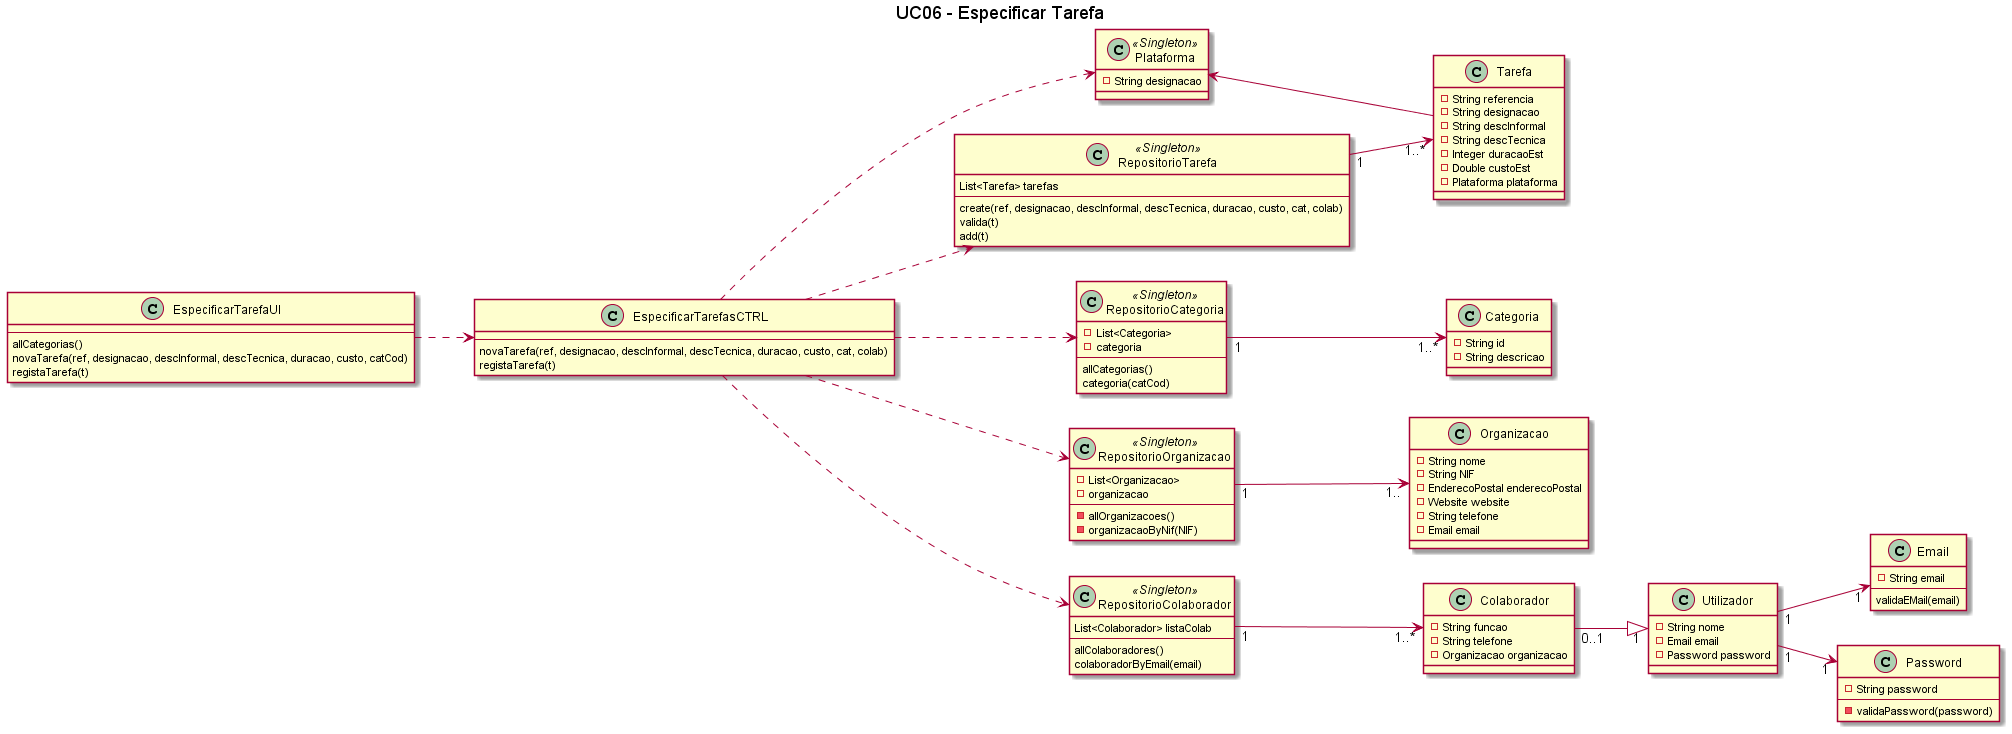 UC06 - Especificar Tarefa
C
«Singleton»
Plataforma
String designacao
C Tarefa
String referencia
String designacao
String descInformal
String descTecnica
Integer duracaoEst
Double custoEst
Plataforma plataforma
C
«Singleton»
RepositorioTarefa
List<Tarefa> tarefas
create(ref, designacao, descInformal, descTecnica, duracao, custo, cat, colab)
valida(t)
add(t)
1
1..*
C EspecificarTarefaUI
allCategorias()
novaTarefa(ref, designacao, descInformal, descTecnica, duracao, custo, catCod)
registaTarefa(t)
C EspecificarTarefasCTRL
novaTarefa(ref, designacao, descInformal, descTecnica, duracao, custo, cat, colab)
registaTarefa(t)
C
«Singleton»
RepositorioCategoria
List<Categoria>
categoria
allCategorias()
categoria(catCod)
1
1..*
C Categoria
String id
String descricao
C
«Singleton»
RepositorioOrganizacao
List<Organizacao>
organizacao
allOrganizacoes()
organizacaoByNif(NIF)
1
1..
C Organizacao
String nome
String NIF
EnderecoPostal enderecoPostal
Website website
String telefone
Email email
C
«Singleton»
RepositorioColaborador
List<Colaborador> listaColab
allColaboradores()
colaboradorByEmail(email)
1
1..*
C Colaborador
String funcao
String telefone
Organizacao organizacao
0..1
1
C Utilizador
String nome
Email email
Password password
1
1
C Email
String email
validaEMail(email)
1
1
C Password
String password
validaPassword(password)